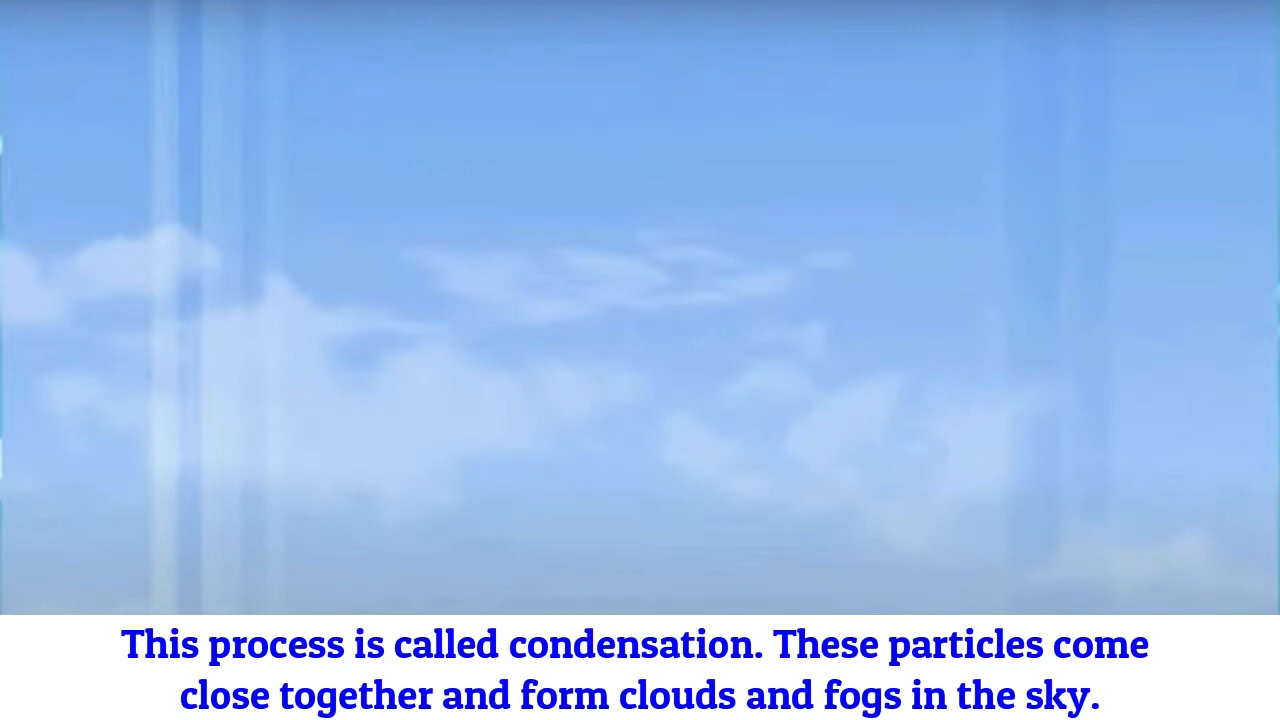 This process is called condensation. These particles come
close together and form clouds and fogs in the sky.